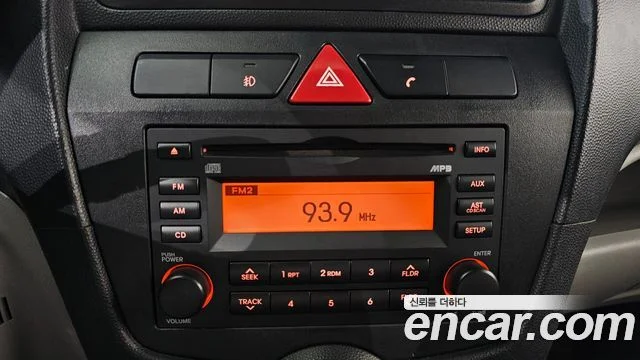 INFO
MP3
FM
FM2
AUX
93.9 MHz
AM
AST
CD SCAN
CD
SETUP
PUSH
POWER
ENTER
SEEK
1 RPT
2 RDM
3
FLDR
TRACK
4
5
6
VOLUME
신뢰를 더하다
encar.com